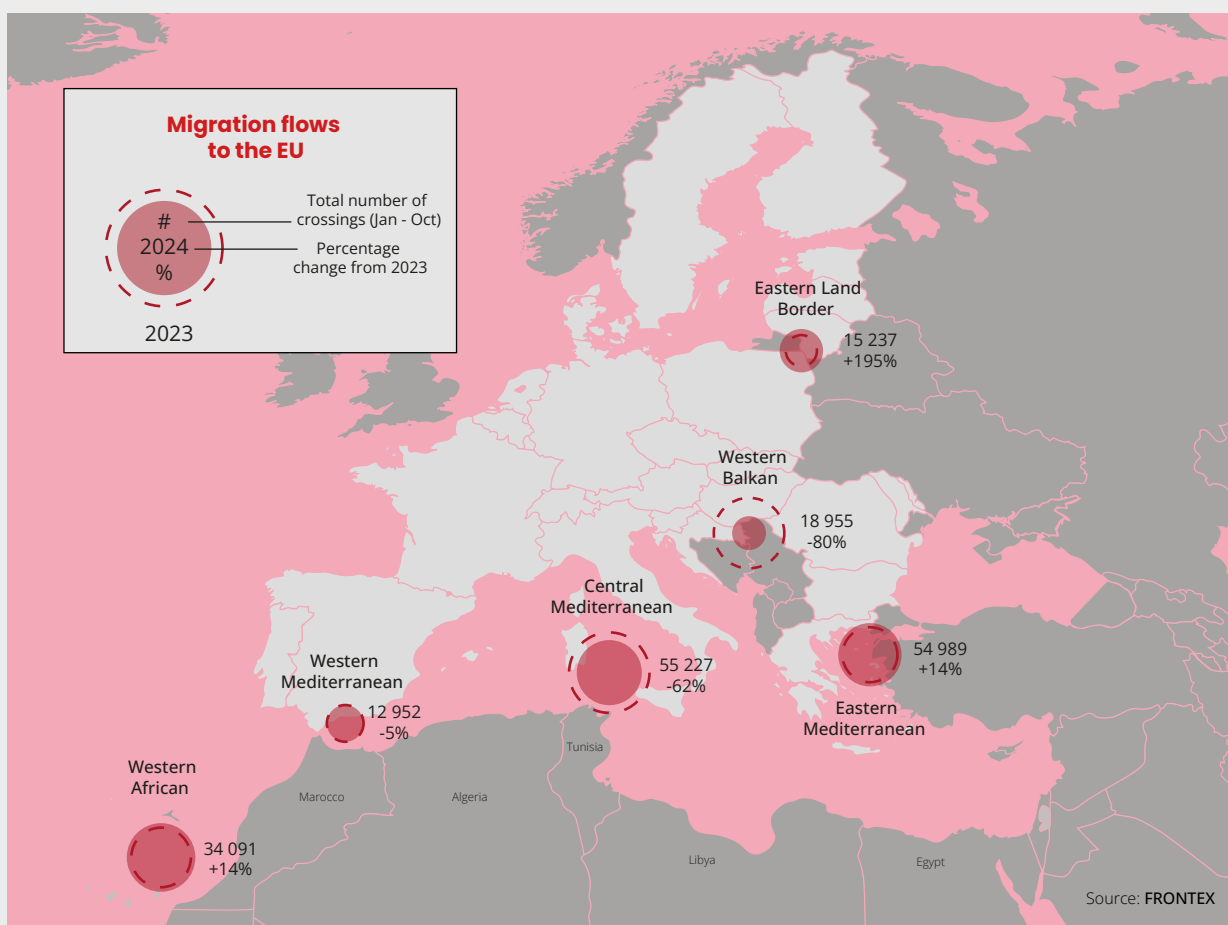 Migration flows
to the EU
#
2024
%
2023
Total number of
crossings (Jan - Oct)
Percentage
change from 2023
Eastern Land
Border
15 237
+195%
Western
Balkan
18 955
-80%
Central
Mediterranean
55 227
-62%
Western
Mediterranean
12 952
-5%
54 989
+14%
Eastern
Mediterranean
Western
African
34 091
+14%
Tunisia
Marocco
Algeria
Libya
Egypt
Source: FRONTEX